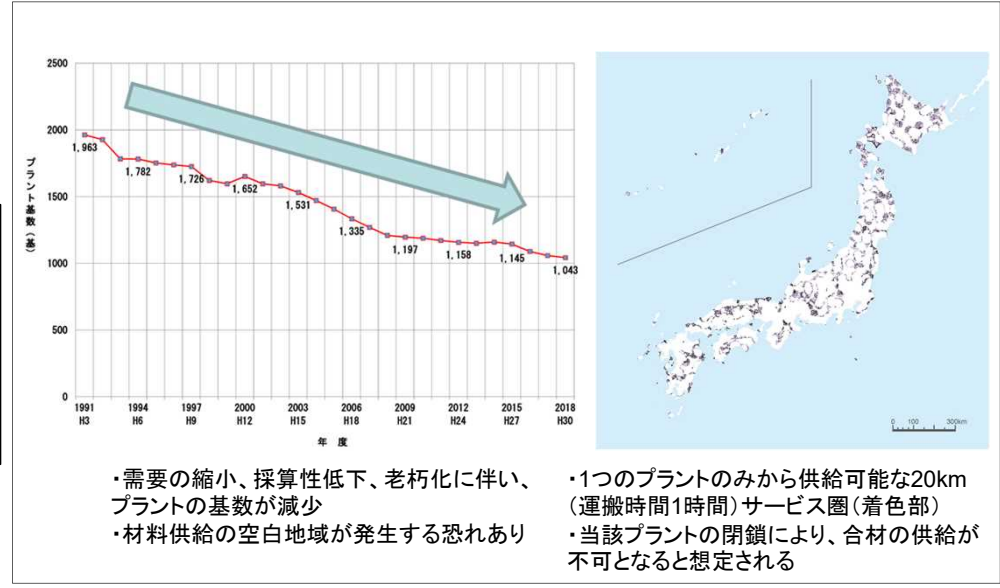 2500
2000
1500
1000
500
0
プラント基数(基)
1,963
1,782
1,726
1,652
1,531
1,335
1,197
1,158
1,145
1,043
1991 1994 1997 2000 2003 2006 2009 2012 2015 2018
H3 H6 H9 H12 H15 H18 H21 H24 H27 H30
年 度
0 100 300km
・需要の縮小、採算性低下、老朽化に伴い、
プラントの基数が減少
・材料供給の空白地域が発生する恐れあり
・1つのプラントのみから供給可能な20km
(運搬時間1時間)サービス圏(着色部)
・当該プラントの閉鎖により、合材の供給が
不可となると想定される